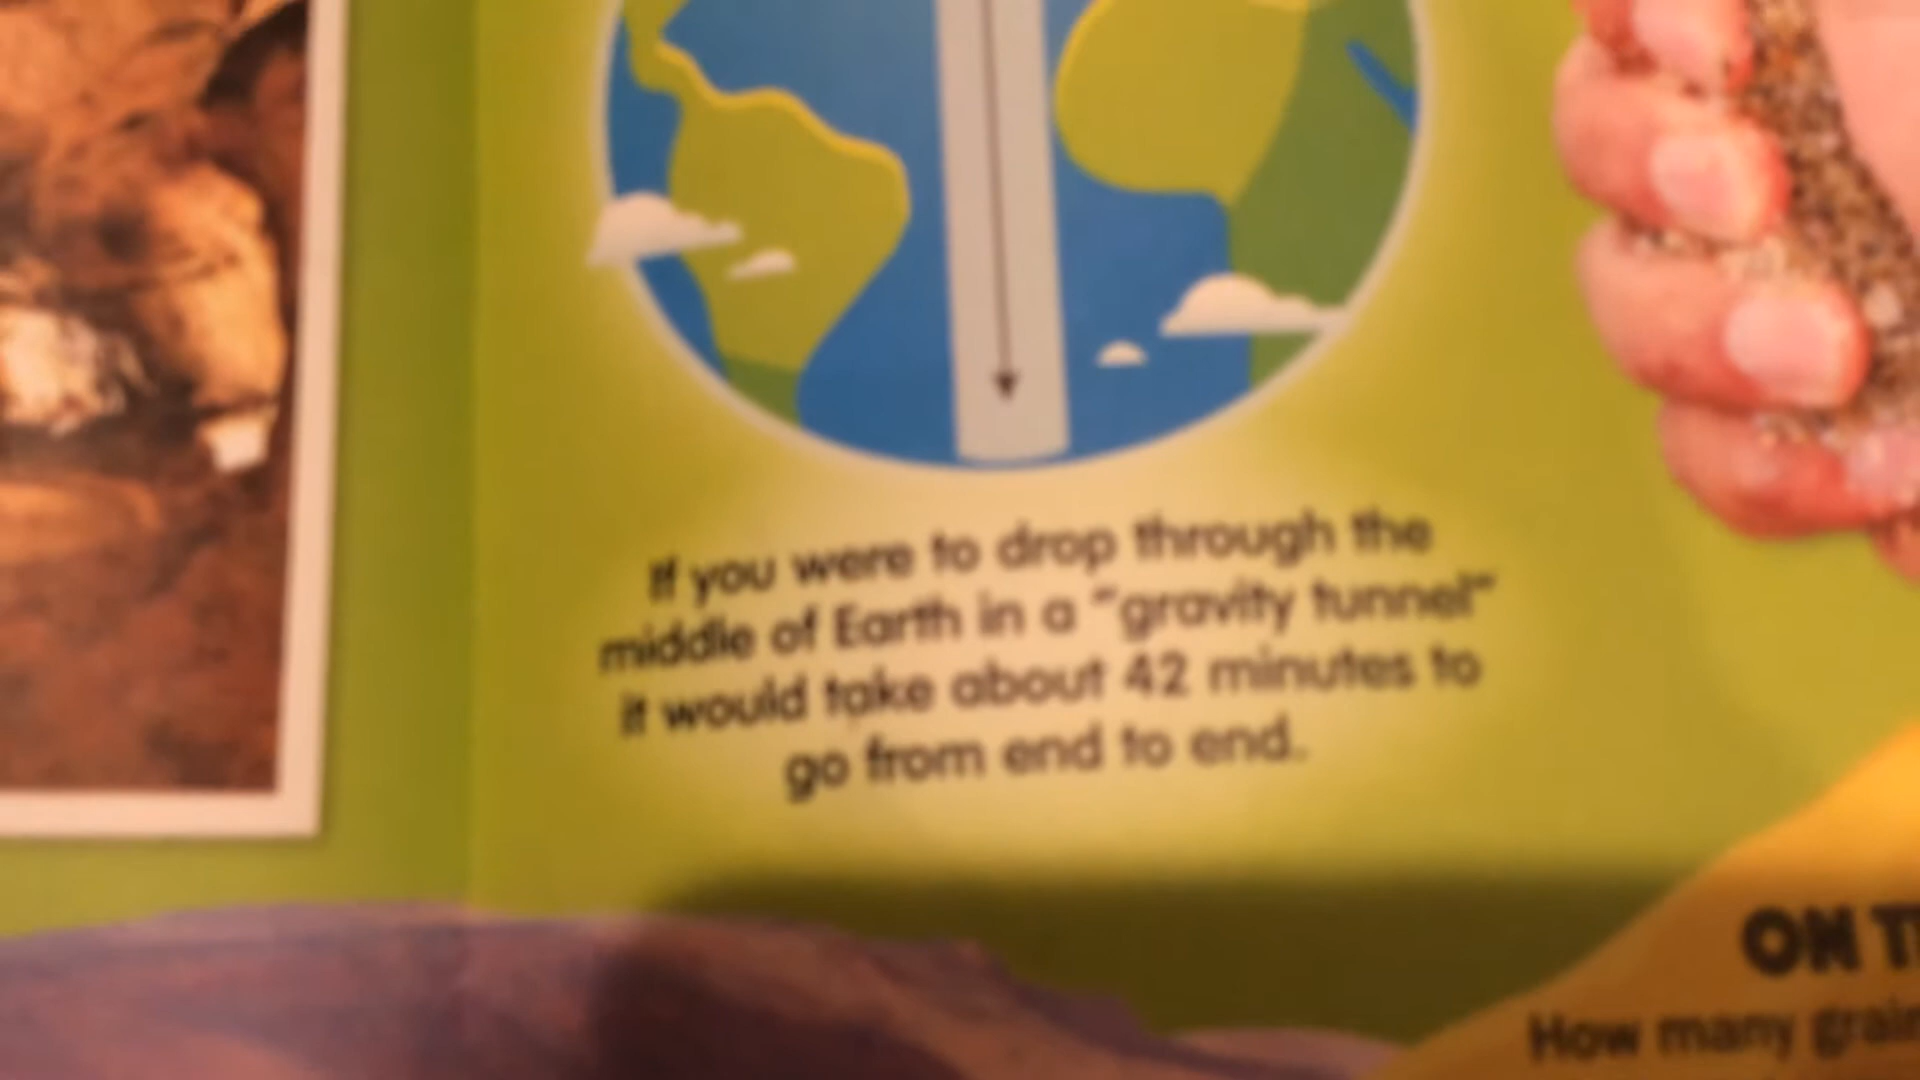 If you were to drop through the
middle of Earth in a "gravity tunnel"
it would take about 42 minutes to
go from end to end.
ON
How many